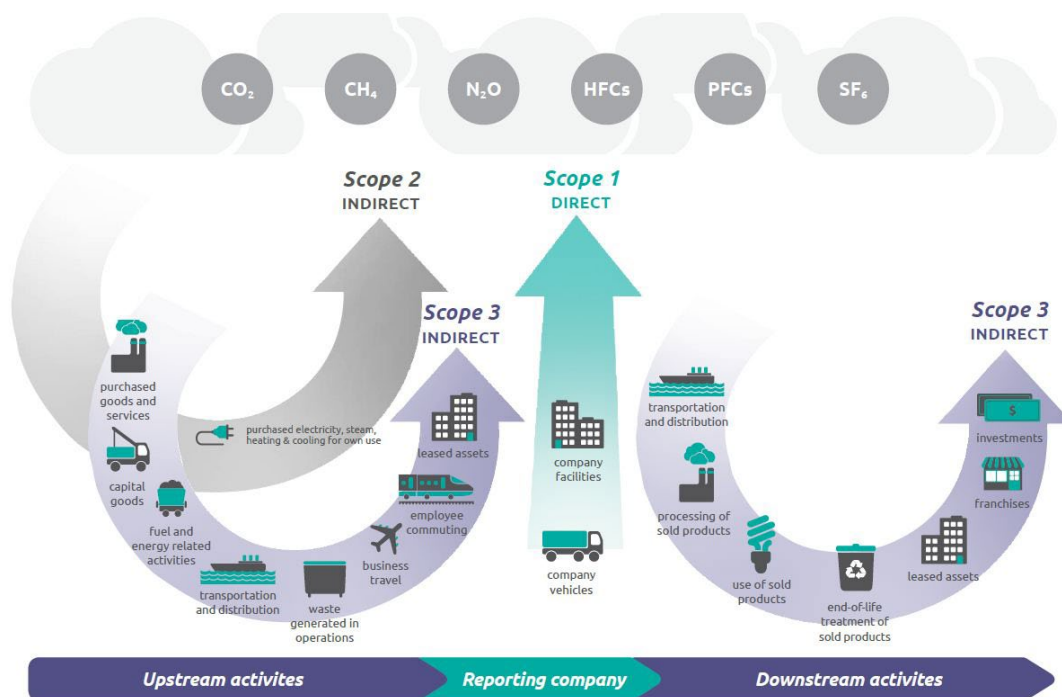 CO₂
CH₄
N₂O
HFCs
PFCs
SF₆
Scope 2
INDIRECT
Scope 1
DIRECT
Scope 3
INDIRECT
Scope 3
INDIRECT
purchased
goods and
services
capital
goods
fuel and
energy related
activities
purchased electricity, steam,
heating & cooling for own use
transportation
and distribution
waste
generated in
operations
business
travel
employee
commuting
leased assets
company
facilities
company
vehicles
transportation
and distribution
processing of
sold products
use of sold
products
end-of-life
treatment of
sold products
leased assets
franchises
$
investments
Upstream activites
Reporting company
Downstream activites